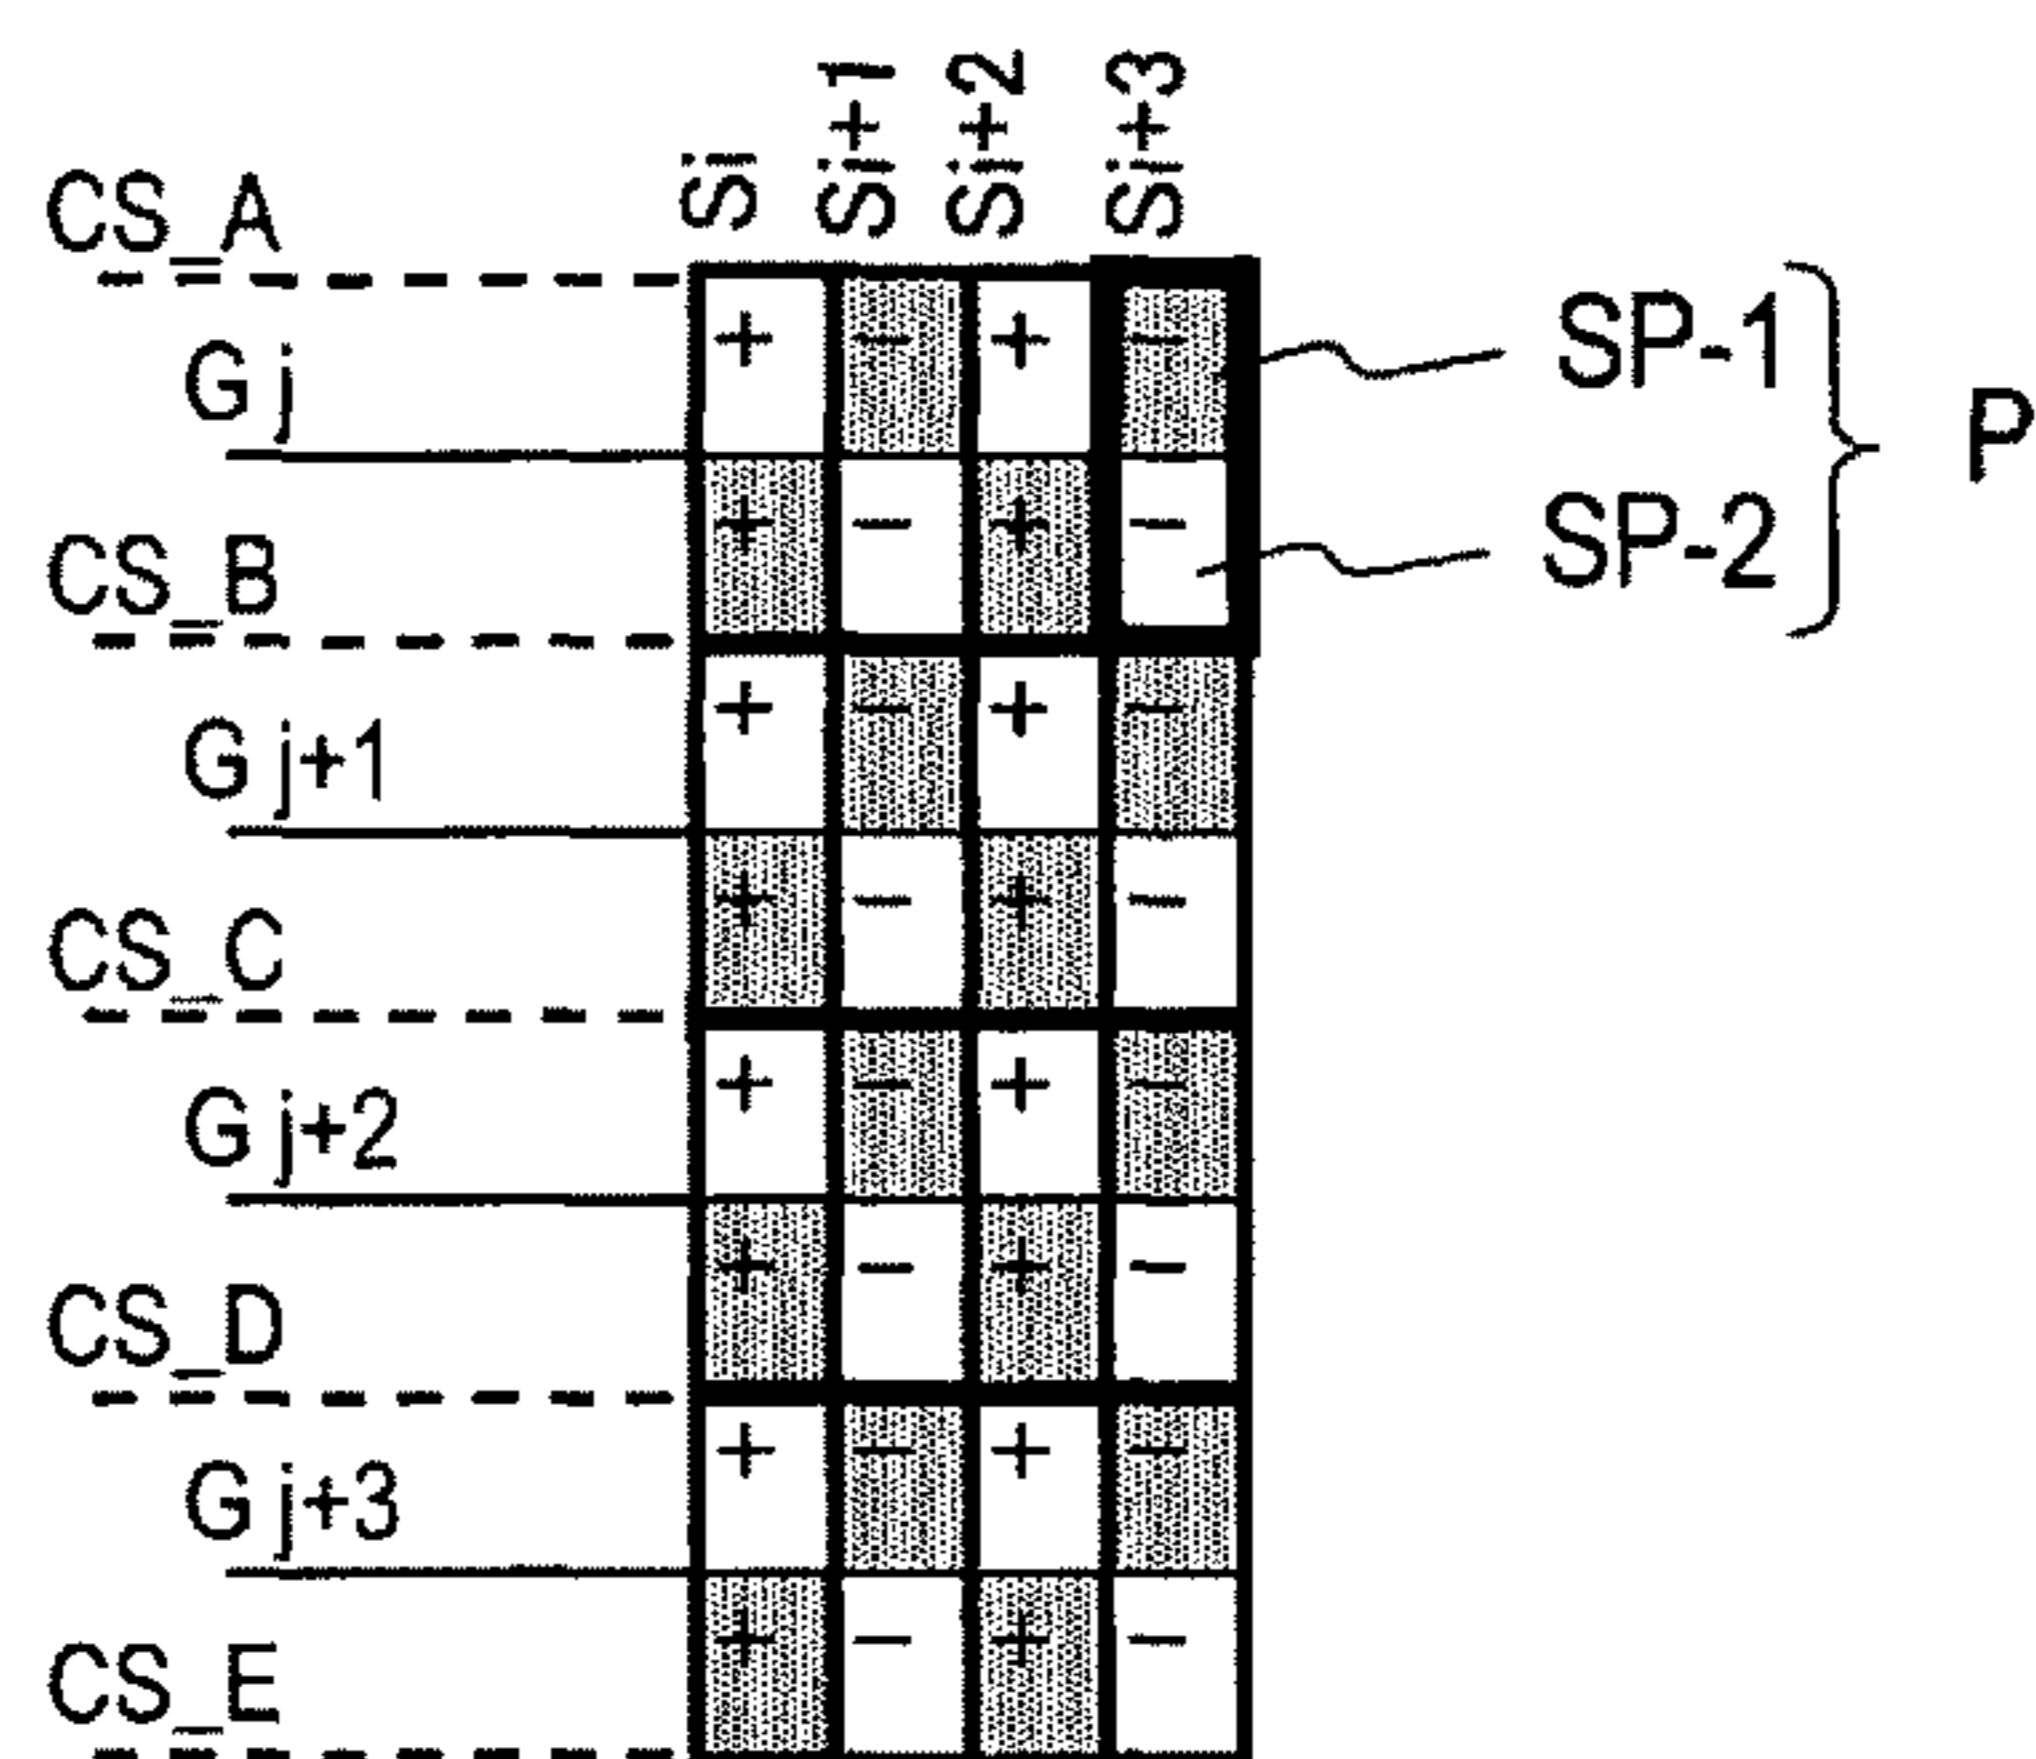 Si Si+1 Si+2 Si+3
CS_A
+ − + − SP-1
G j
P
+ − + − SP-2
CS_B
+ − + −
G j+1
+ − + −
CS_C
+ − + −
G j+2
+ − + −
CS_D
+ − + −
G j+3
+ − + −
CS_E